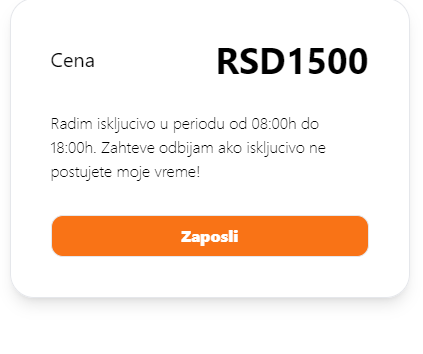 Cena RSD1500
Radim iskljucivo u periodu od 08:00h do
18:00h. Zahteve odbijam ako iskljucivo ne
postujete moje vreme!
Zaposli